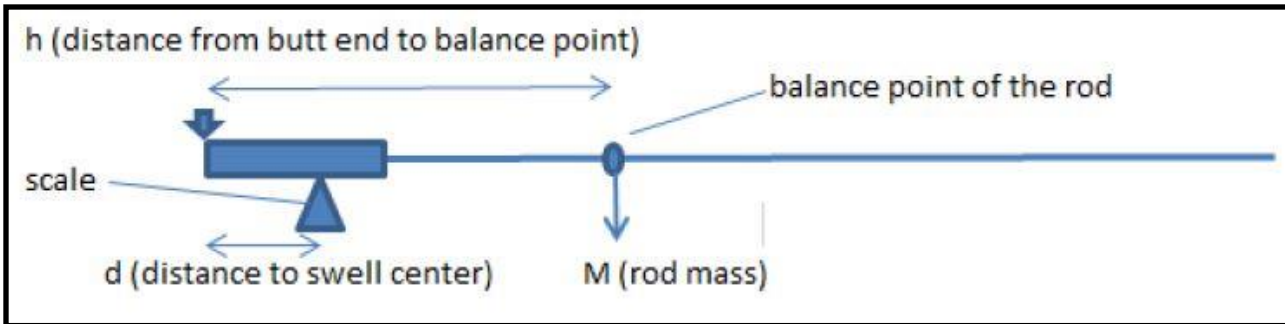 h (distance from butt end to balance point)
balance point of the rod
scale
d (distance to swell center)
M (rod mass)